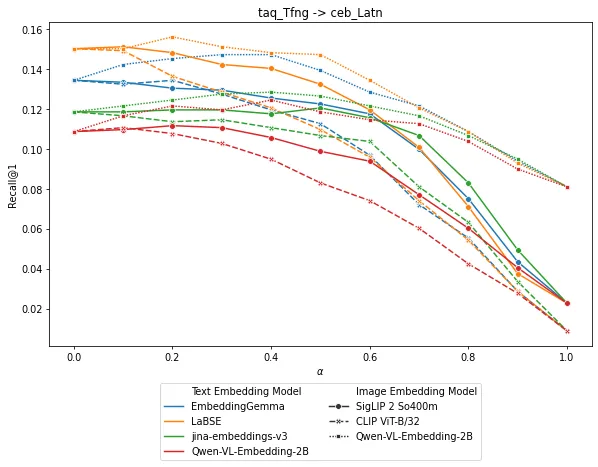 taq_Tfng -> ceb_Latn
Recall@1
0.16
0.14
0.12
0.10
0.08
0.06
0.04
0.02
0.0 0.2 0.4 0.6 0.8 1.0
α
Text Embedding Model
EmbeddingGemma
LaBSE
jina-embeddings-v3
Qwen-VL-Embedding-2B
Image Embedding Model
SigLIP 2 So400m
CLIP ViT-B/32
Qwen-VL-Embedding-2B